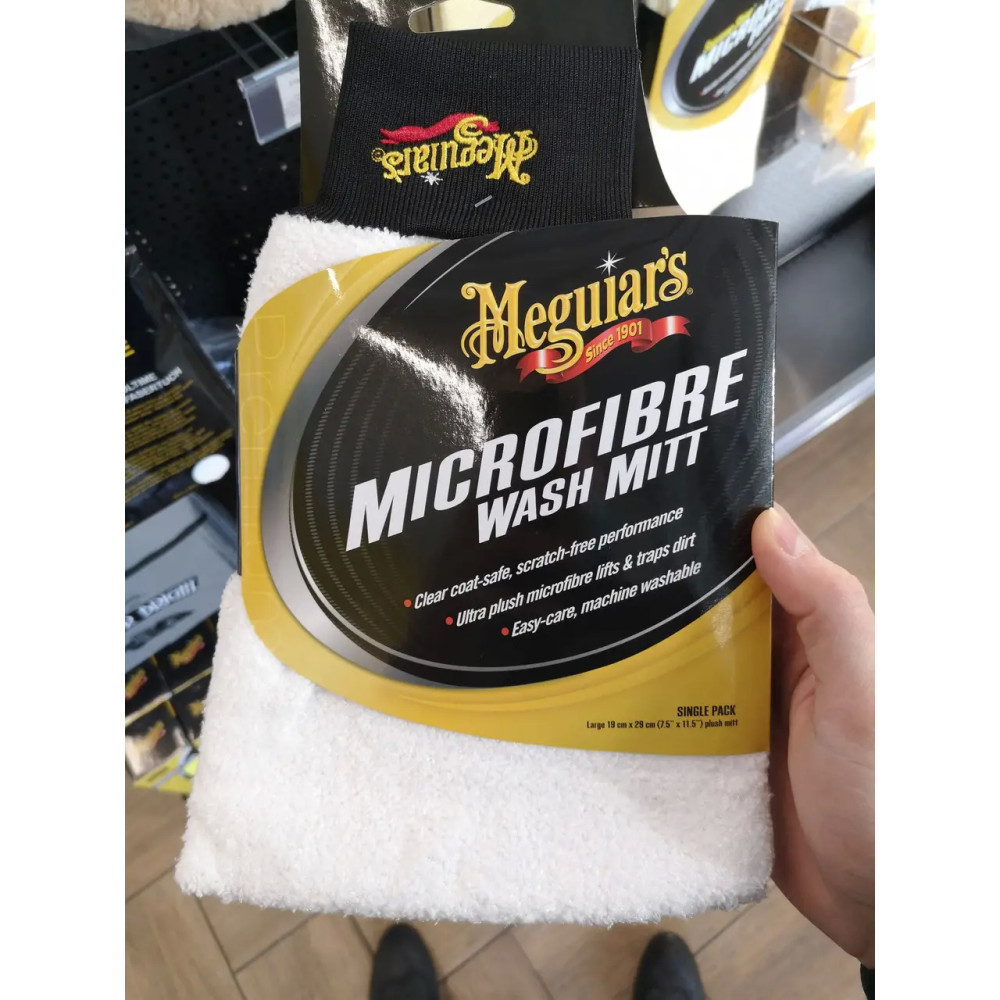 Meguiar's
MICROFIBRE
Meguiar's
Since 1901
MICROFIBRE
WASH MITT
• Clear coat-safe, scratch-free performance
• Ultra plush microfibre lifts & traps dirt
• Easy-care, machine washable
SINGLE PACK
Large 19 cm x 29 cm (7.5" x 11.5") plush mitt